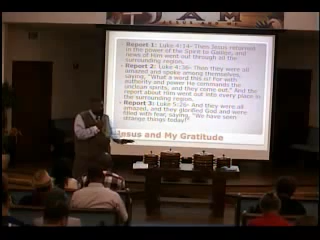 A M
Report 1: Luke 4:14- Then Jesus returned
in the power of the Spirit to Galilee, and
news of Him went out through all the
surrounding region.
Report 2: Luke 4:36- Then they were all
amazed and spoke among themselves,
saying, "What a word this is! For with
authority and power He commands the
unclean spirits, and they come out." And the
report about Him went out into every place in
the surrounding region.
Report 3: Luke 5:26- And they were all
amazed, and they glorified God and were
filled with fear, saying, "We have seen
strange things today!"
Jesus and My Gratitude